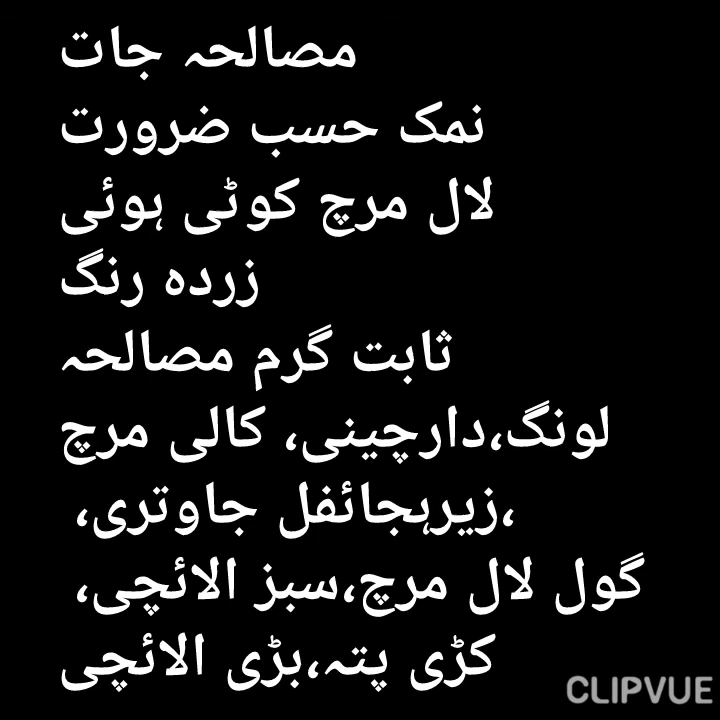 مصالحہ جات
نمک حسب ضرورت
لال مرچ کوٹی ہوئی
زردہ رنگ
ثابت گرم مصالحہ
لونگ،دارچینی، کالی مرچ
،زیرہجائفل جاوتری،
گول لال مرچ،سبز الائچی،
کڑی پتہ،بڑی الائچی
CLIPVUE